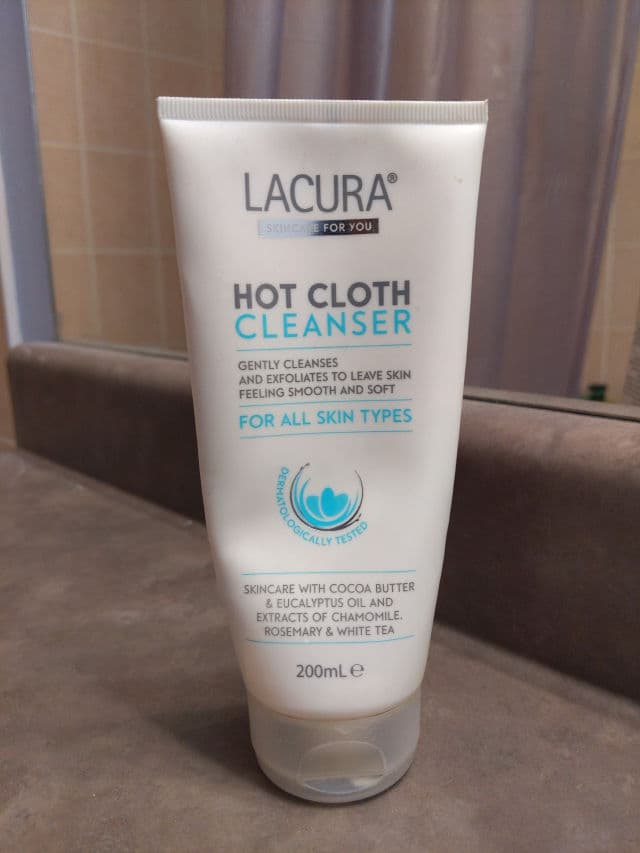 LACURA®
SKINCARE FOR YOU
HOT CLOTH
CLEANSER
GENTLY CLEANSES
AND EXFOLIATES TO LEAVE SKIN
FEELING SMOOTH AND SOFT
FOR ALL SKIN TYPES
DERMATOLOGICALLY TESTED
SKINCARE WITH COCOA BUTTER
& EUCALYPTUS OIL AND
EXTRACTS OF CHAMOMILE,
ROSEMARY & WHITE TEA
200mL ℮